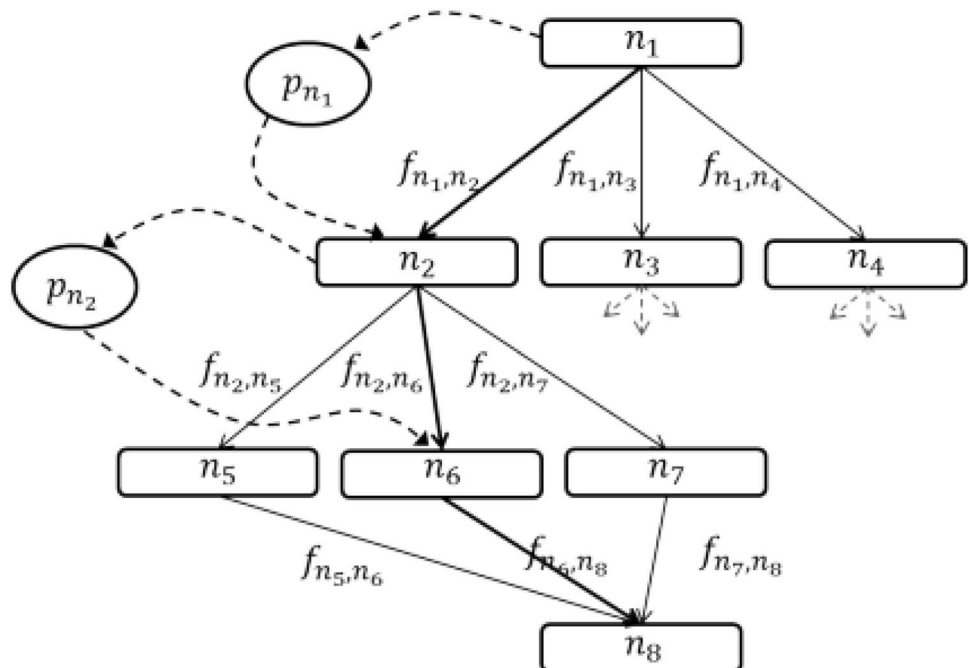 n₁
pₙ₁
fₙ₁,ₙ₂ fₙ₁,ₙ₃ fₙ₁,ₙ₄
n₂ n₃ n₄
pₙ₂
fₙ₂,ₙ₅ fₙ₂,ₙ₆ fₙ₂,ₙ₇
n₅ n₆ n₇
fₙ₅,ₙ₆ fₙ₆,ₙ₈ fₙ₇,ₙ₈
n₈